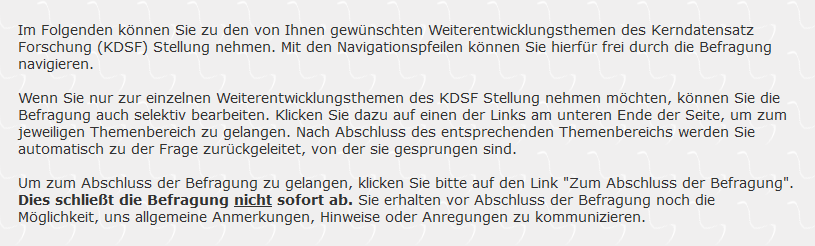 Im Folgenden können Sie zu den von Ihnen gewünschten Weiterentwicklungsthemen des Kerndatensatz
Forschung (KDSF) Stellung nehmen. Mit den Navigationspfeilen können Sie hierfür frei durch die Befragung
navigieren.
Wenn Sie nur zur einzelnen Weiterentwicklungsthemen des KDSF Stellung nehmen möchten, können Sie die
Befragung auch selektiv bearbeiten. Klicken Sie dazu auf einen der Links am unteren Ende der Seite, um zum
jeweiligen Themenbereich zu gelangen. Nach Abschluss des entsprechenden Themenbereichs werden Sie
automatisch zu der Frage zurückgeleitet, von der sie gesprungen sind.
Um zum Abschluss der Befragung zu gelangen, klicken Sie bitte auf den Link "Zum Abschluss der Befragung".
Dies schließt die Befragung nicht sofort ab. Sie erhalten vor Abschluss der Befragung noch die
Möglichkeit, uns allgemeine Anmerkungen, Hinweise oder Anregungen zu kommunizieren.